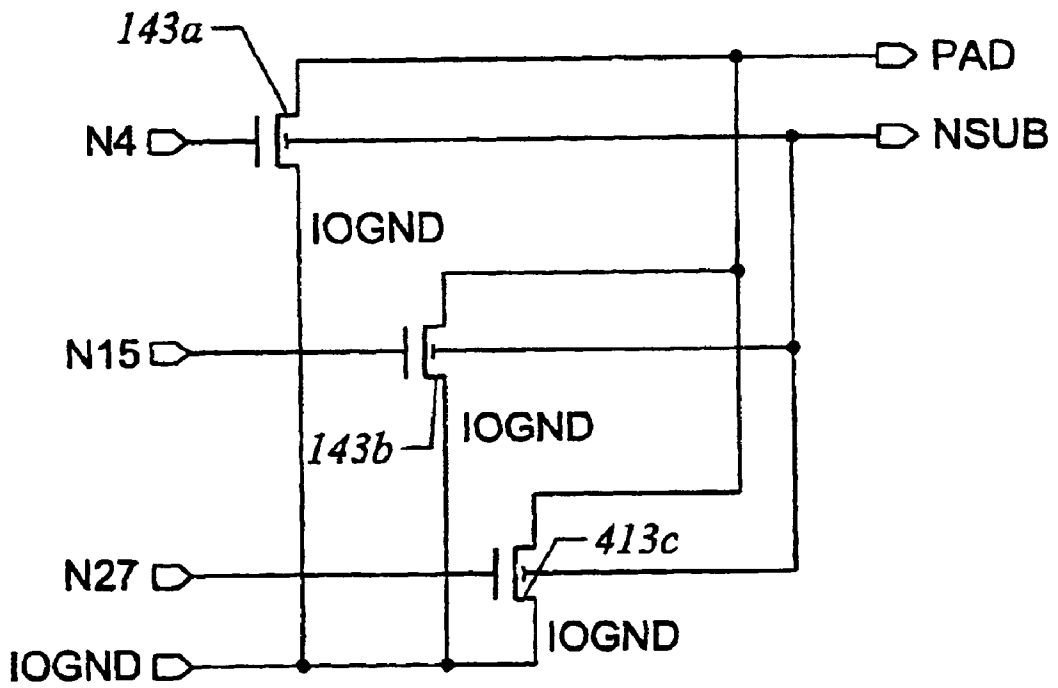 143a
PAD
N4
NSUB
IOGND
N15
IOGND
143b
413c
N27
IOGND
IOGND